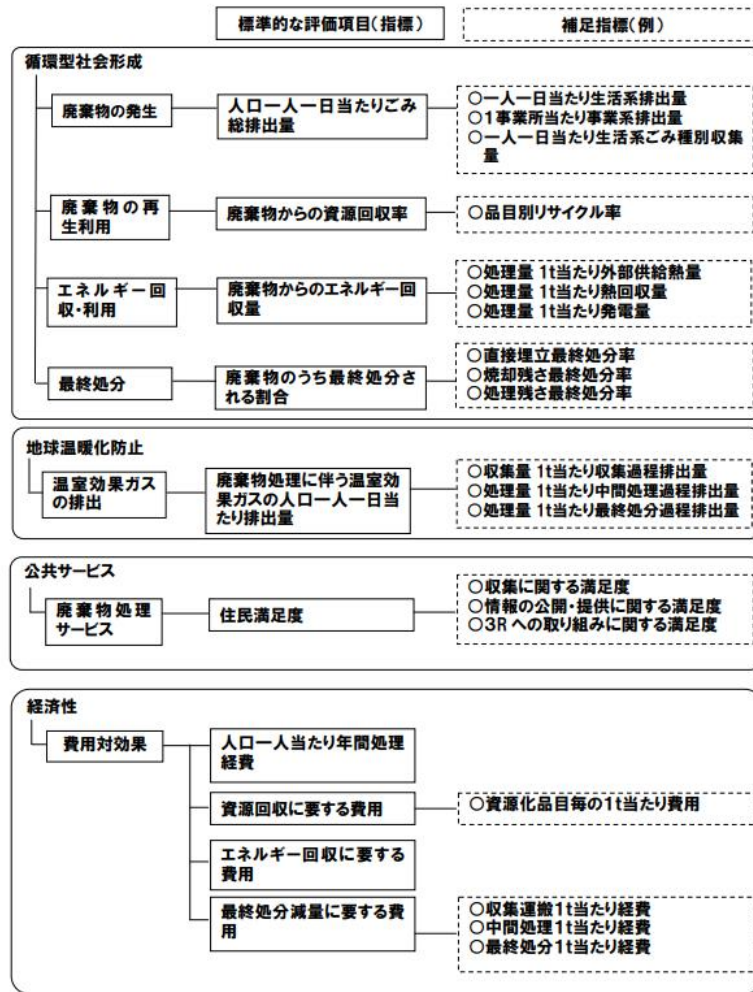 標準的な評価項目(指標)
補足指標(例)
循環型社会形成
廃棄物の発生
人口一人一日当たりごみ
総排出量
○一人一日当たり生活系排出量
○1事業所当たり事業系排出量
○一人一日当たり生活系ごみ種別収集
量
廃棄物の再
生利用
廃棄物からの資源回収率
○品目別リサイクル率
エネルギー回
収・利用
廃棄物からのエネルギー回
収量
○処理量 1t当たり外部供給熱量
○処理量 1t当たり熱回収量
○処理量 1t当たり発電量
最終処分
廃棄物のうち最終処分さ
れる割合
○直接埋立最終処分率
○焼却残さ最終処分率
○処理残さ最終処分率
地球温暖化防止
温室効果ガス
の排出
廃棄物処理に伴う温室効
果ガスの人口一人一日当
たり排出量
○収集量 1t当たり収集過程排出量
○処理量 1t当たり中間処理過程排出量
○処理量 1t当たり最終処分過程排出量
公共サービス
廃棄物処理
サービス
住民満足度
○収集に関する満足度
○情報の公開・提供に関する満足度
○3R への取り組みに関する満足度
経済性
費用対効果
人口一人当たり年間処理
経費
資源回収に要する費用
○資源化品目毎の1t当たり費用
エネルギー回収に要する
費用
最終処分減量に要する費
用
○収集運搬1t当たり経費
○中間処理1t当たり経費
○最終処分1t当たり経費